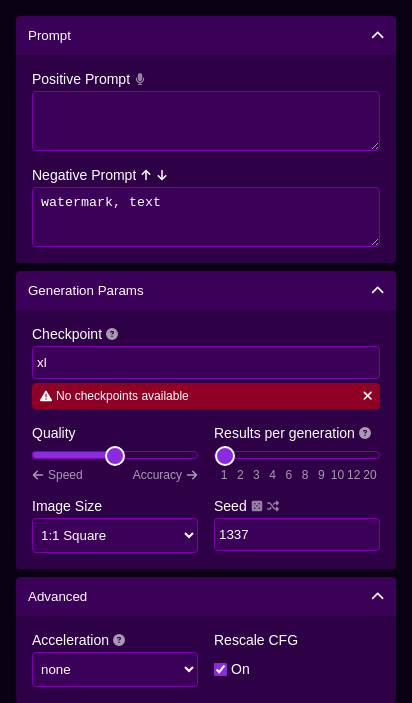 Prompt
Positive Prompt
Negative Prompt
watermark, text
Generation Params
Checkpoint
xl
No checkpoints available
Quality
Results per generation
Speed Accuracy
1 2 3 4 6 8 9 10 12 20
Image Size
Seed
1:1 Square
1337
Advanced
Acceleration
Rescale CFG
none
On